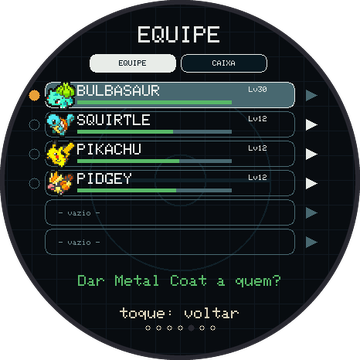 EQUIPE
EQUIPE CAIXA
BULBASAUR Lv30
SQUIRTLE Lv12
PIKACHU Lv12
PIDGEY Lv12
- vazio -
- vazio -
Dar Metal Coat a quem?
toque: voltar